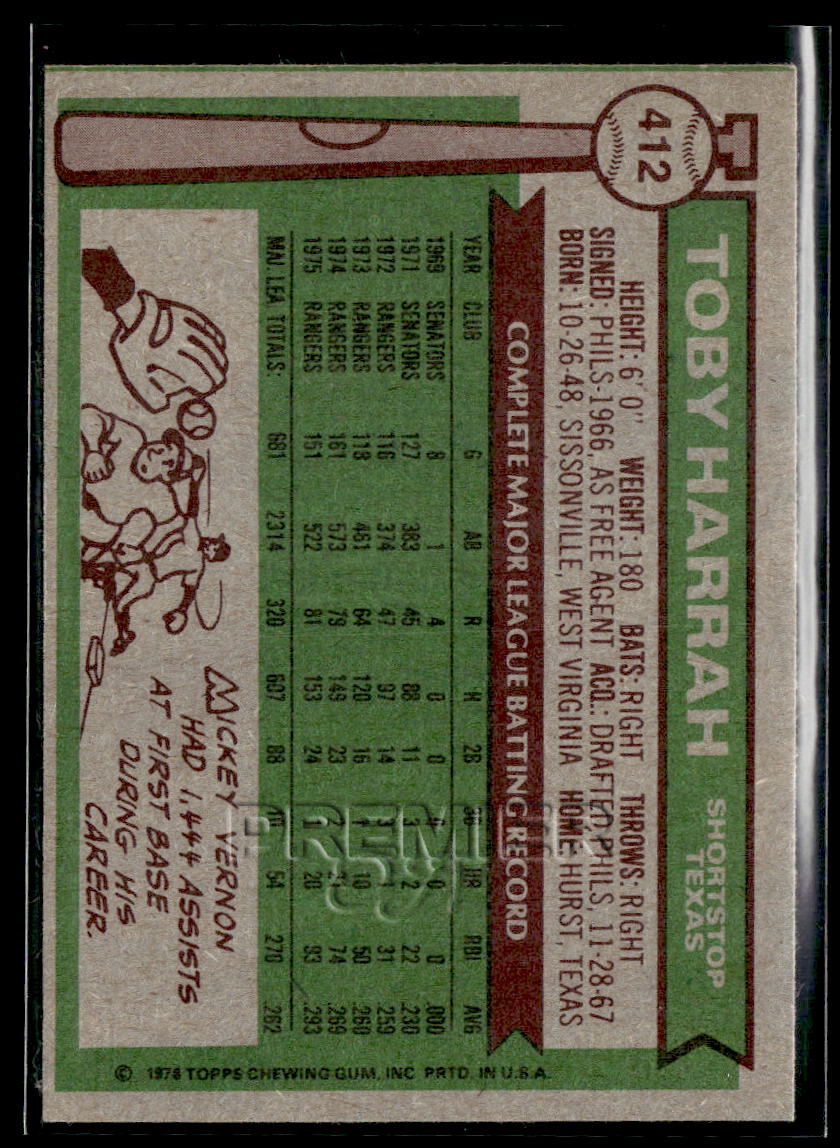 412
TOBY HARRAH SHORTSTOP
TEXAS
HEIGHT: 6' 0" WEIGHT: 180 BATS: RIGHT THROWS: RIGHT
SIGNED: PHILS-1966, AS FREE AGENT ACQ.: DRAFTED PHILS, 11-28-67
BORN: 10-26-48, SISSONVILLE, WEST VIRGINIA HOME: HURST, TEXAS
COMPLETE MAJOR LEAGUE BATTING RECORD
YEAR CLUB G AB R H 2B 3B HR RBI AVG
1969 SENATORS 8 1 4 0 0 0 0 0 .000
1971 SENATORS 127 383 45 88 11 3 2 22 .230
1972 RANGERS 116 374 47 97 14 3 1 31 .259
1973 RANGERS 118 461 64 120 16 1 10 50 .260
1974 RANGERS 161 573 79 149 23 2 21 74 .269
1975 RANGERS 151 522 81 153 24 1 20 93 .293
MAJ. LEA TOTALS: 681 2314 320 607 88 10 54 270 .262
MICKEY VERNON
HAD 1,444 ASSISTS
AT FIRST BASE
DURING HIS
CAREER.
© 1976 TOPPS CHEWING GUM, INC. PRTD. IN U.S.A.
PREMIER